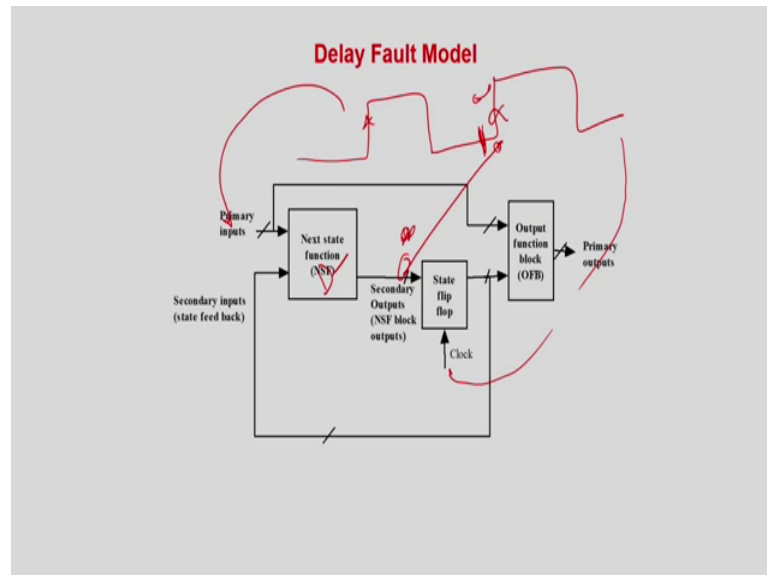 Delay Fault Model
Primary
inputs
Next state
function
(NSF)
Secondary inputs
(state feed back)
Secondary
Outputs
(NSF block
outputs)
State
flip
flop
Clock
Output
function
block
(OFB)
Primary
outputs